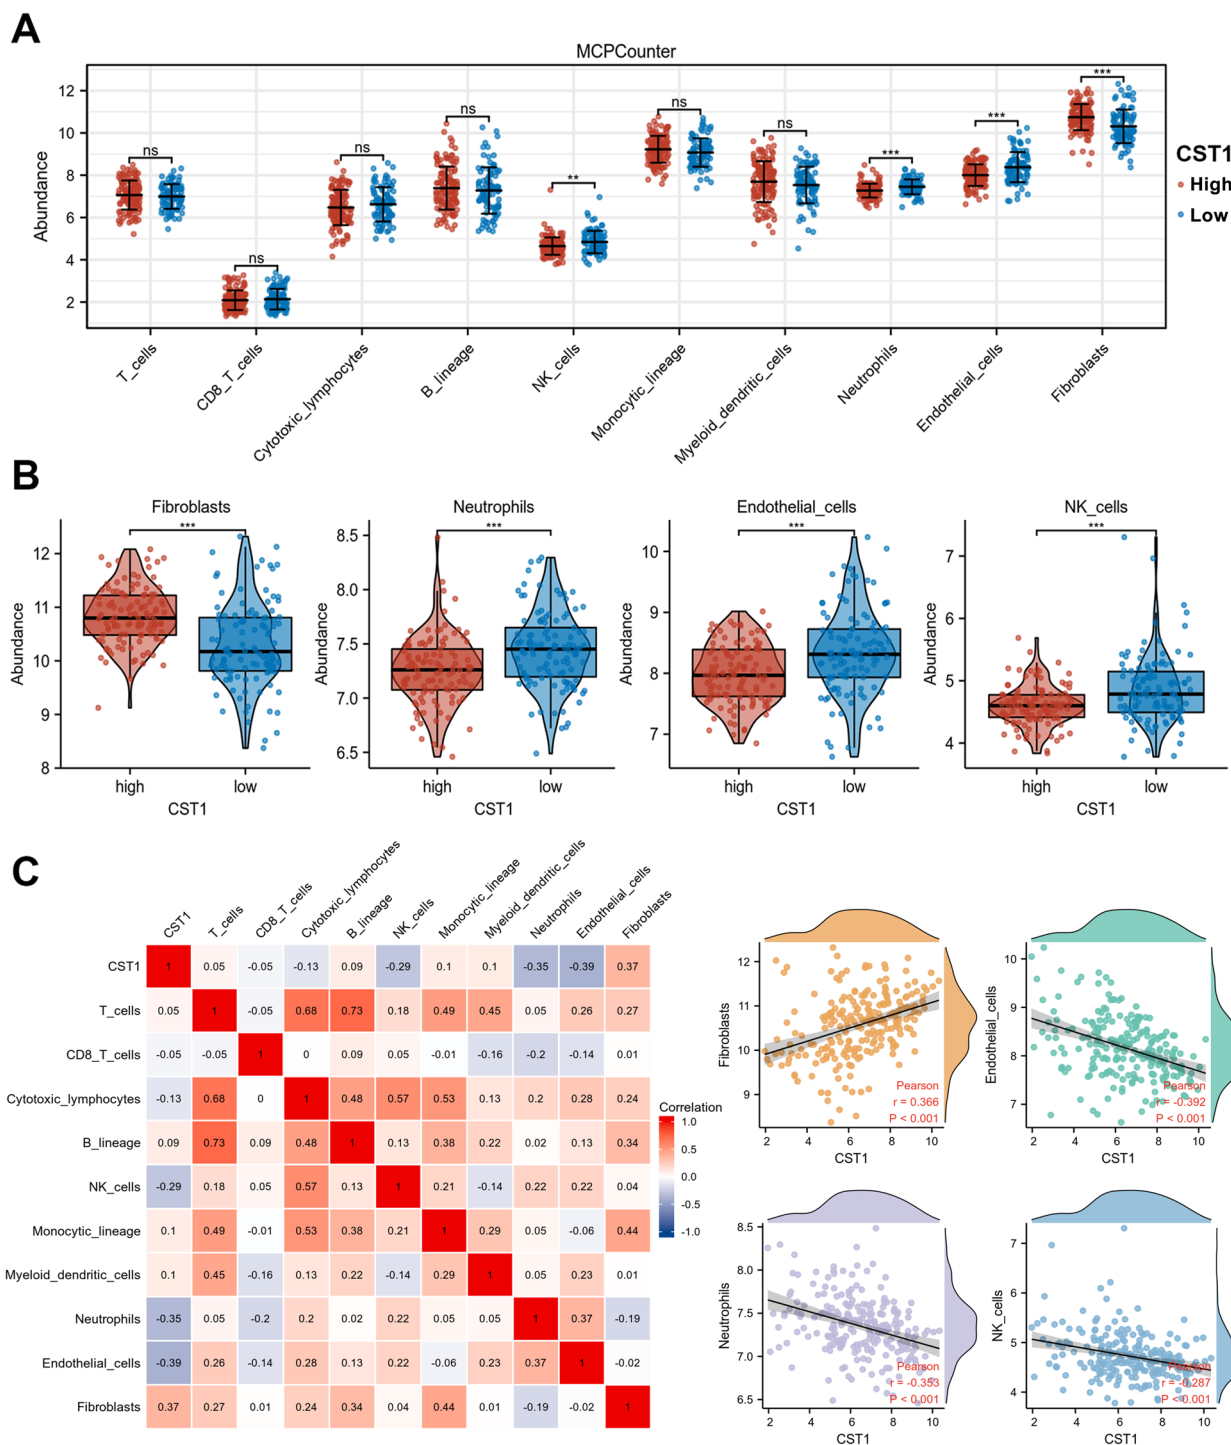 A
MCPCounter
Abundance
12
10
8
6
4
2
ns
ns
ns
ns
**
ns
ns
***
***
***
T_cells
CD8_T_cells
Cytotoxic_lymphocytes
B_lineage
NK_cells
Monocytic_lineage
Myeloid_dendritic_cells
Neutrophils
Endothelial_cells
Fibroblasts
CST1
High
Low
B
Fibroblasts
***
Abundance
12
11
10
9
8
high
low
CST1
Neutrophils
***
Abundance
8.5
8.0
7.5
7.0
6.5
high
low
CST1
Endothelial_cells
***
Abundance
10
9
8
7
high
low
CST1
NK_cells
***
Abundance
7
6
5
4
high
low
CST1
C
CST1
T_cells
CD8_T_cells
Cytotoxic_lymphocytes
B_lineage
NK_cells
Monocytic_lineage
Myeloid_dendritic_cells
Neutrophils
Endothelial_cells
Fibroblasts
CST1 1 0.05 -0.05 -0.13 0.09 -0.29 0.1 0.1 -0.35 -0.39 0.37
T_cells 0.05 1 -0.05 0.68 0.73 0.18 0.49 0.45 0.05 0.26 0.27
CD8_T_cells -0.05 -0.05 1 0 0.09 0.05 -0.01 -0.16 -0.2 -0.14 0.01
Cytotoxic_lymphocytes -0.13 0.68 0 1 0.48 0.57 0.53 0.13 0.2 0.28 0.24
B_lineage 0.09 0.73 0.09 0.48 1 0.13 0.38 0.22 0.02 0.13 0.34
NK_cells -0.29 0.18 0.05 0.57 0.13 1 0.21 -0.14 0.22 0.22 0.04
Monocytic_lineage 0.1 0.49 -0.01 0.53 0.38 0.21 1 0.29 0.05 -0.06 0.44
Myeloid_dendritic_cells 0.1 0.45 -0.16 0.13 0.22 -0.14 0.29 1 0.05 0.23 0.01
Neutrophils -0.35 0.05 -0.2 0.2 0.02 0.22 0.05 0.05 1 0.37 -0.19
Endothelial_cells -0.39 0.26 -0.14 0.28 0.13 0.22 -0.06 0.23 0.37 1 -0.02
Fibroblasts 0.37 0.27 0.01 0.24 0.34 0.04 0.44 0.01 -0.19 -0.02 1
Correlation
1.0
0.5
0.0
-0.5
-1.0
Fibroblasts
12
11
10
9
2 4 6 8 10
CST1
Pearson
r = 0.366
P < 0.001
Endothelial_cells
10
9
8
7
2 4 6 8 10
CST1
Pearson
r = -0.392
P < 0.001
Neutrophils
8.5
8.0
7.5
7.0
6.5
2 4 6 8 10
CST1
Pearson
r = -0.353
P < 0.001
NK_cells
7
6
5
4
2 4 6 8 10
CST1
Pearson
r = -0.287
P < 0.001